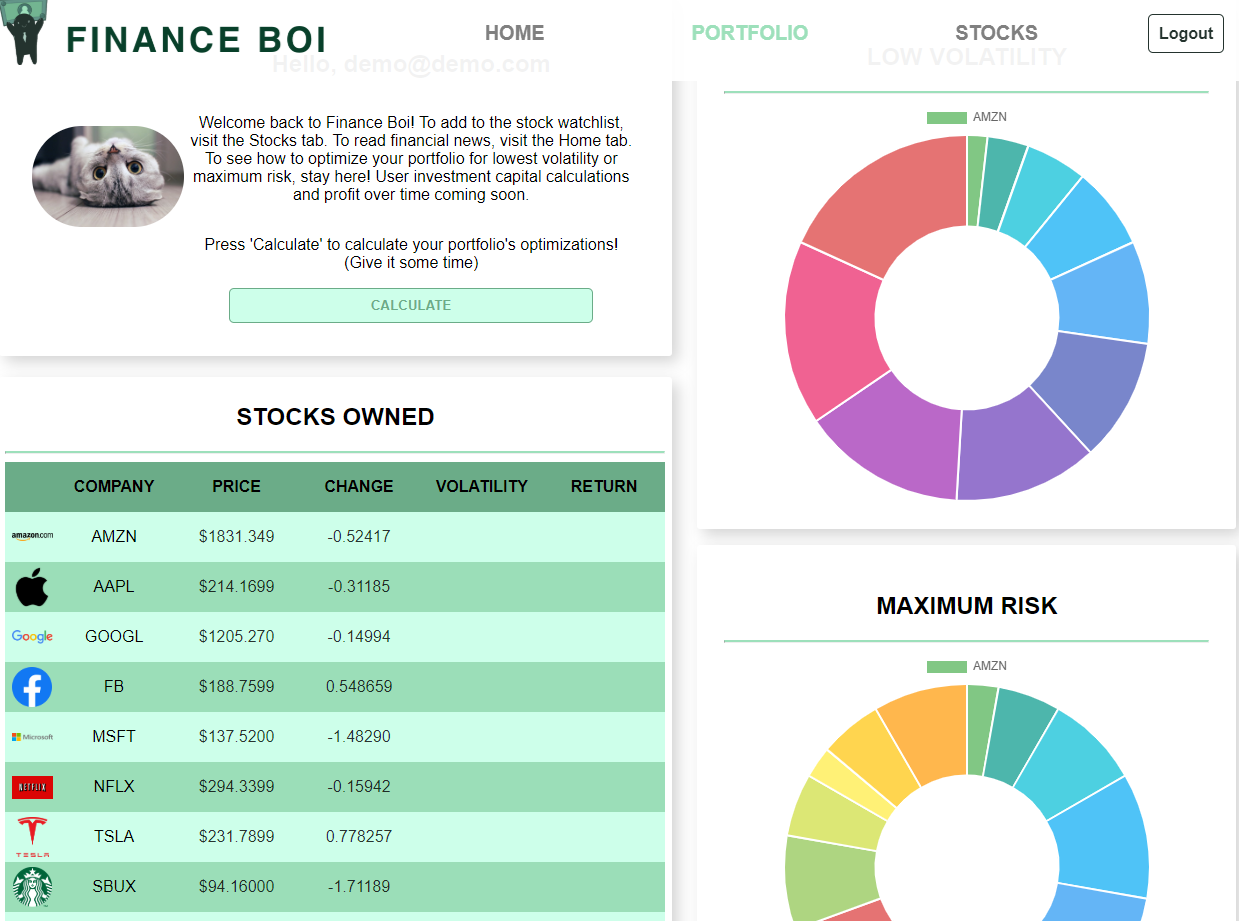 FINANCE BOI
HOME
PORTFOLIO
STOCKS
Logout
Hello, demo@demo.com
Welcome back to Finance Boi! To add to the stock watchlist,
visit the Stocks tab. To read financial news, visit the Home tab.
To see how to optimize your portfolio for lowest volatility or
maximum risk, stay here! User investment capital calculations
and profit over time coming soon.
Press 'Calculate' to calculate your portfolio's optimizations!
(Give it some time)
CALCULATE
STOCKS OWNED
COMPANY PRICE CHANGE VOLATILITY RETURN
amazon.com AMZN $1831.349 -0.52417
AAPL $214.1699 -0.31185
Google GOOGL $1205.270 -0.14994
FB $188.7599 0.548659
Microsoft MSFT $137.5200 -1.48290
NETFLIX NFLX $294.3399 -0.15942
TESLA TSLA $231.7899 0.778257
SBUX $94.16000 -1.71189
LOW VOLATILITY
AMZN
MAXIMUM RISK
AMZN